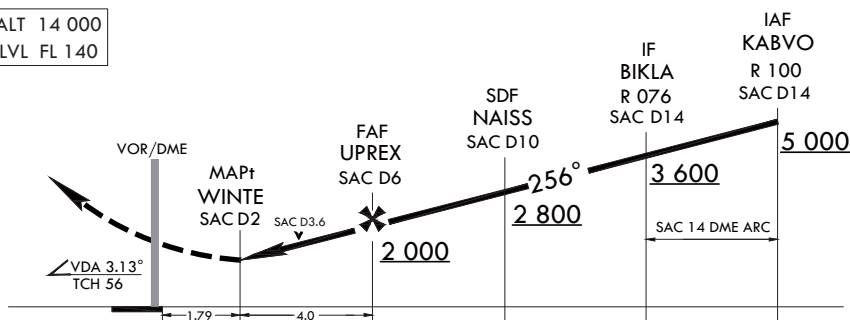 ALT 14 000
LVL FL 140
IAF
KABVO
R 100
SAC D14
IF
BIKLA
R 076
SAC D14
SDF
NAISS
SAC D10
FAF
UPREX
SAC D6
VOR/DME
MAPt
WINTE
SAC D2
SAC D3.6
256°
5 000
3 600
2 800
2 000
SAC 14 DME ARC
VDA 3.13°
TCH 56
1.79
4.0